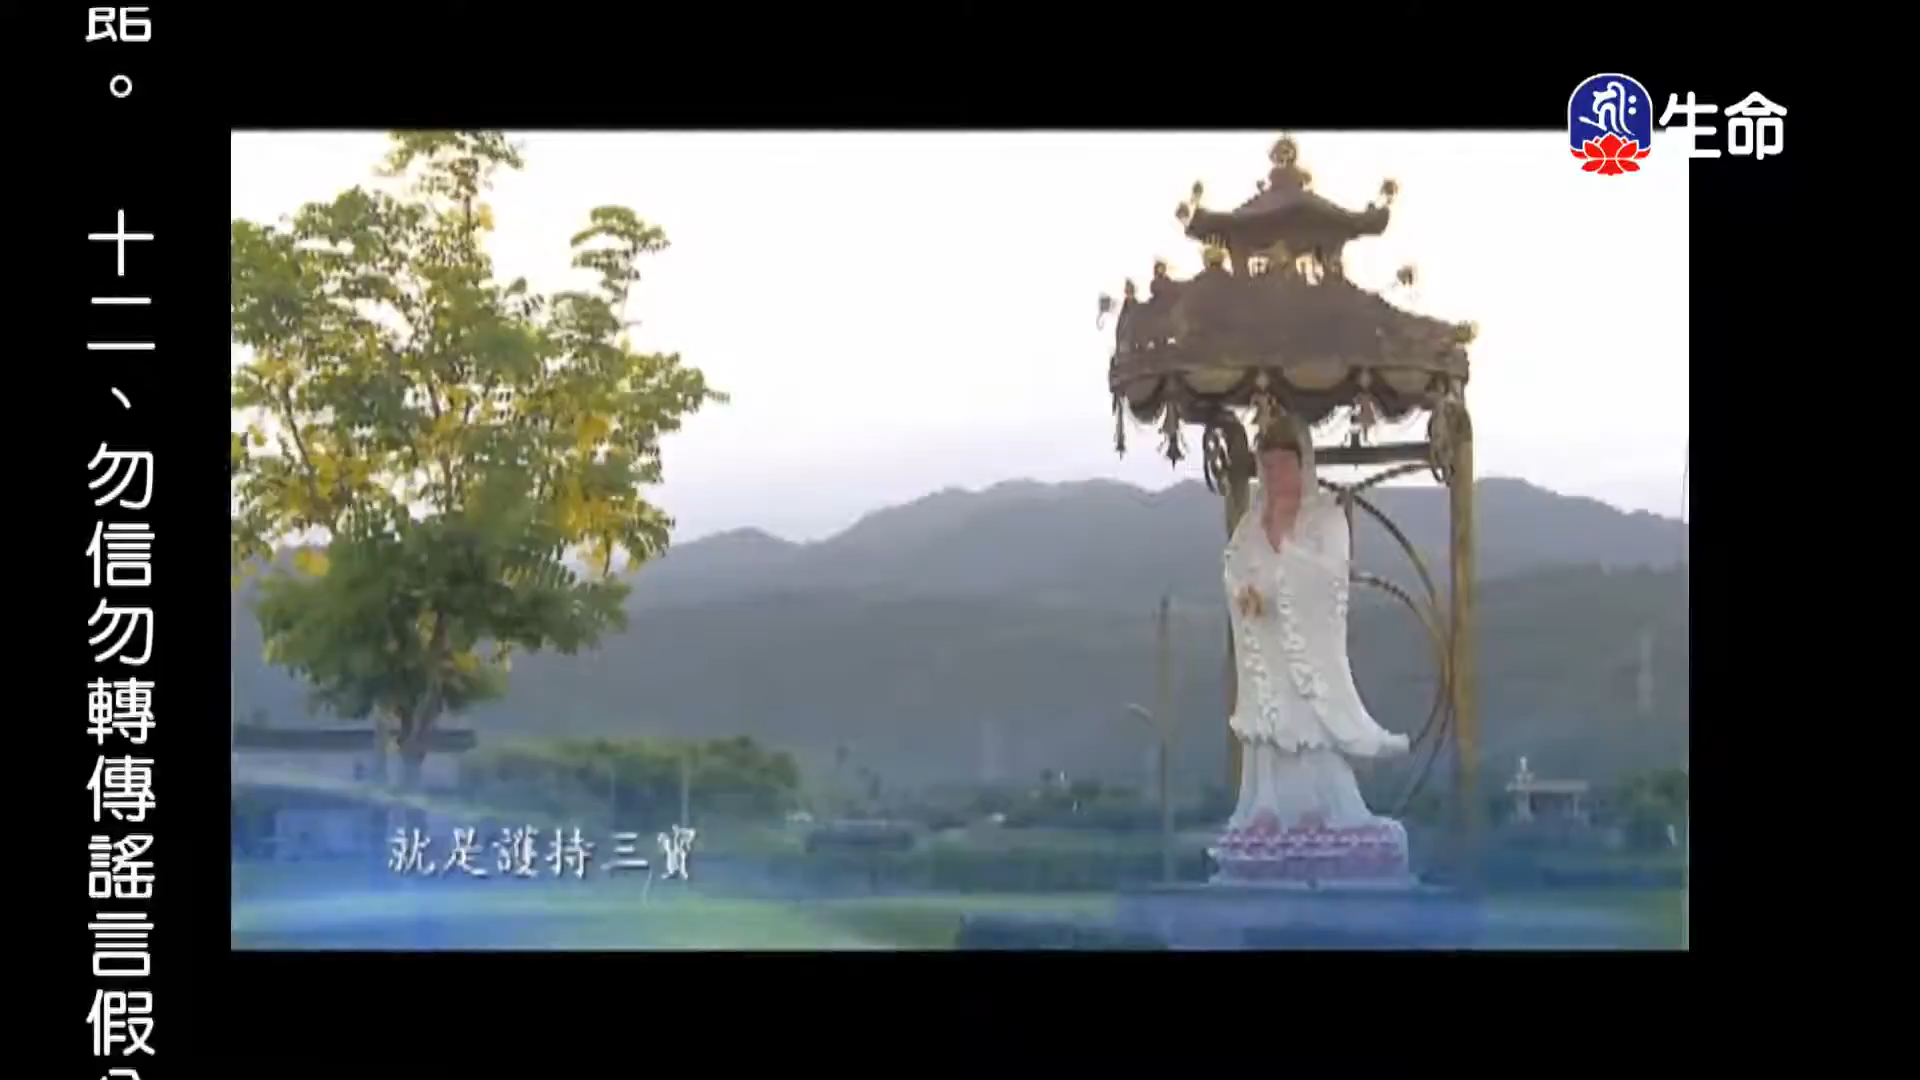 十二、勿信勿轉傳謠言假
生命
就是護持三寶